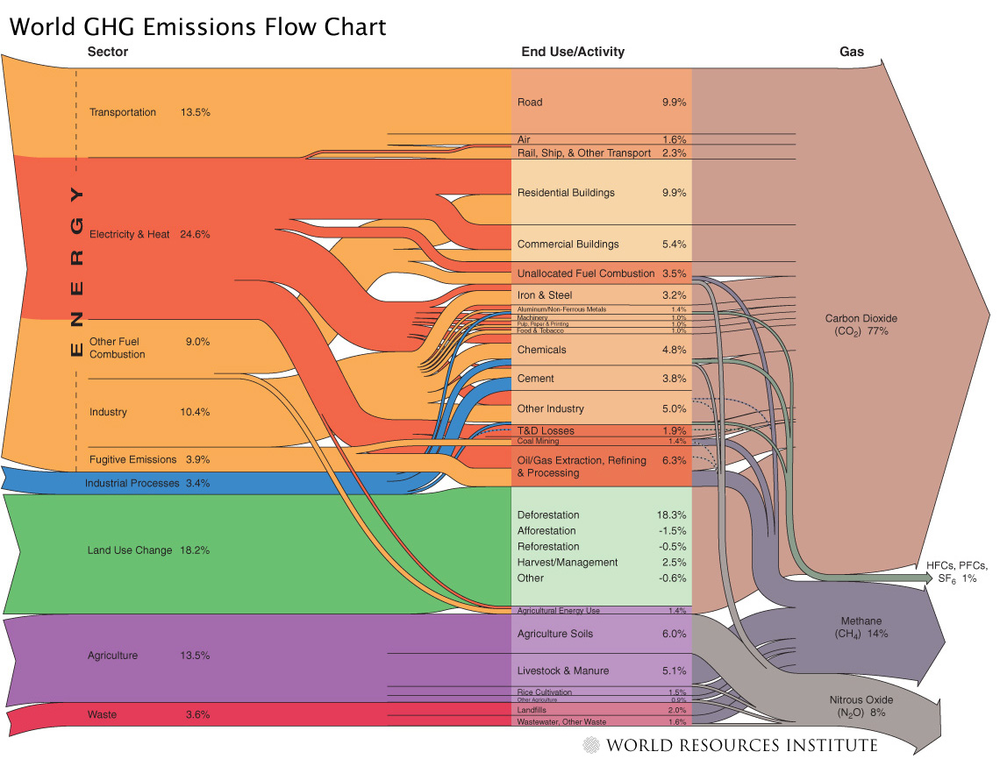 World GHG Emissions Flow Chart
Sector
End Use/Activity
Gas
ENERGY
Transportation 13.5%
Electricity & Heat 24.6%
Other Fuel
Combustion 9.0%
Industry 10.4%
Fugitive Emissions 3.9%
Industrial Processes 3.4%
Land Use Change 18.2%
Agriculture 13.5%
Waste 3.6%
Road 9.9%
Air 1.6%
Rail, Ship, & Other Transport 2.3%
Residential Buildings 9.9%
Commercial Buildings 5.4%
Unallocated Fuel Combustion 3.5%
Iron & Steel 3.2%
Aluminum/Non-Ferrous Metals 1.4%
Machinery 1.0%
Pulp, Paper & Printing 1.0%
Food & Tobacco 1.0%
Chemicals 4.8%
Cement 3.8%
Other Industry 5.0%
T&D Losses 1.9%
Coal Mining 1.4%
Oil/Gas Extraction, Refining 6.3%
& Processing
Deforestation 18.3%
Afforestation -1.5%
Reforestation -0.5%
Harvest/Management 2.5%
Other -0.6%
Agricultural Energy Use 1.4%
Agriculture Soils 6.0%
Livestock & Manure 5.1%
Rice Cultivation 1.5%
Other Agriculture 0.9%
Landfills 2.0%
Wastewater, Other Waste 1.6%
Carbon Dioxide
(CO₂) 77%
HFCs, PFCs,
SF₆ 1%
Methane
(CH₄) 14%
Nitrous Oxide
(N₂O) 8%
WORLD RESOURCES INSTITUTE